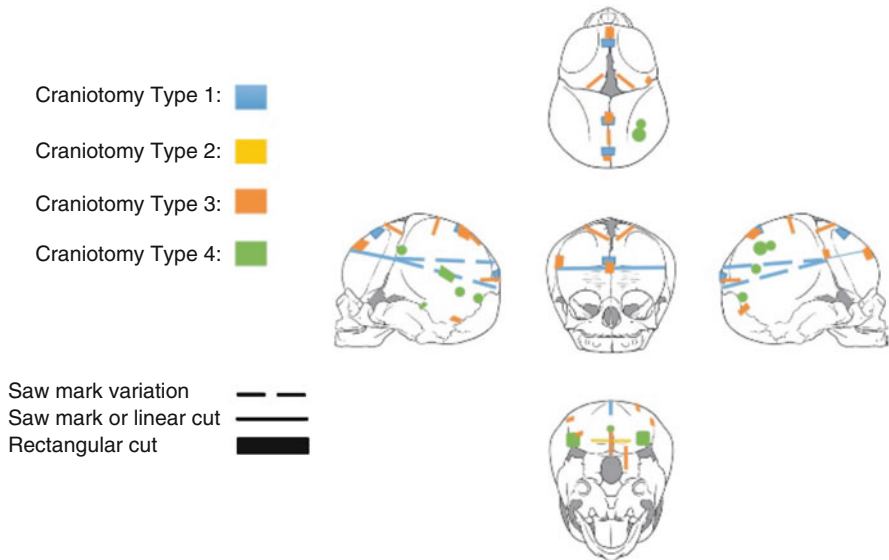 Craniotomy Type 1:
Craniotomy Type 2:
Craniotomy Type 3:
Craniotomy Type 4:
Saw mark variation
Saw mark or linear cut
Rectangular cut